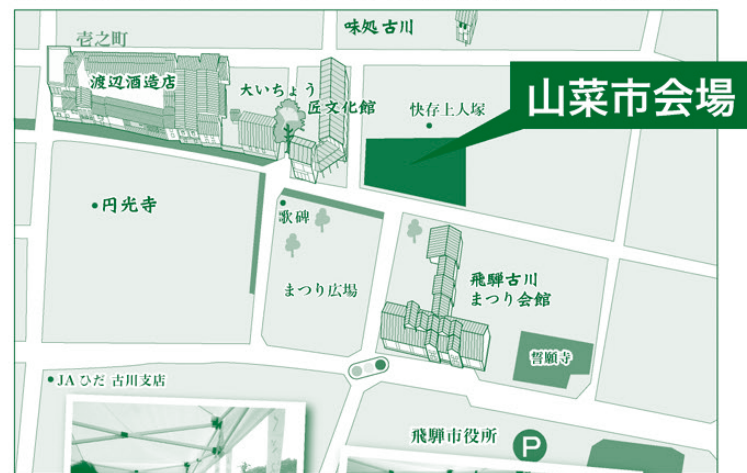 味処 古川
壱之町
渡辺酒造店
大いちょう
匠文化館
快存上人塚
山菜市会場
円光寺
歌碑
まつり広場
飛騨古川
まつり会館
誓願寺
JA ひだ 古川支店
飛騨市役所
P